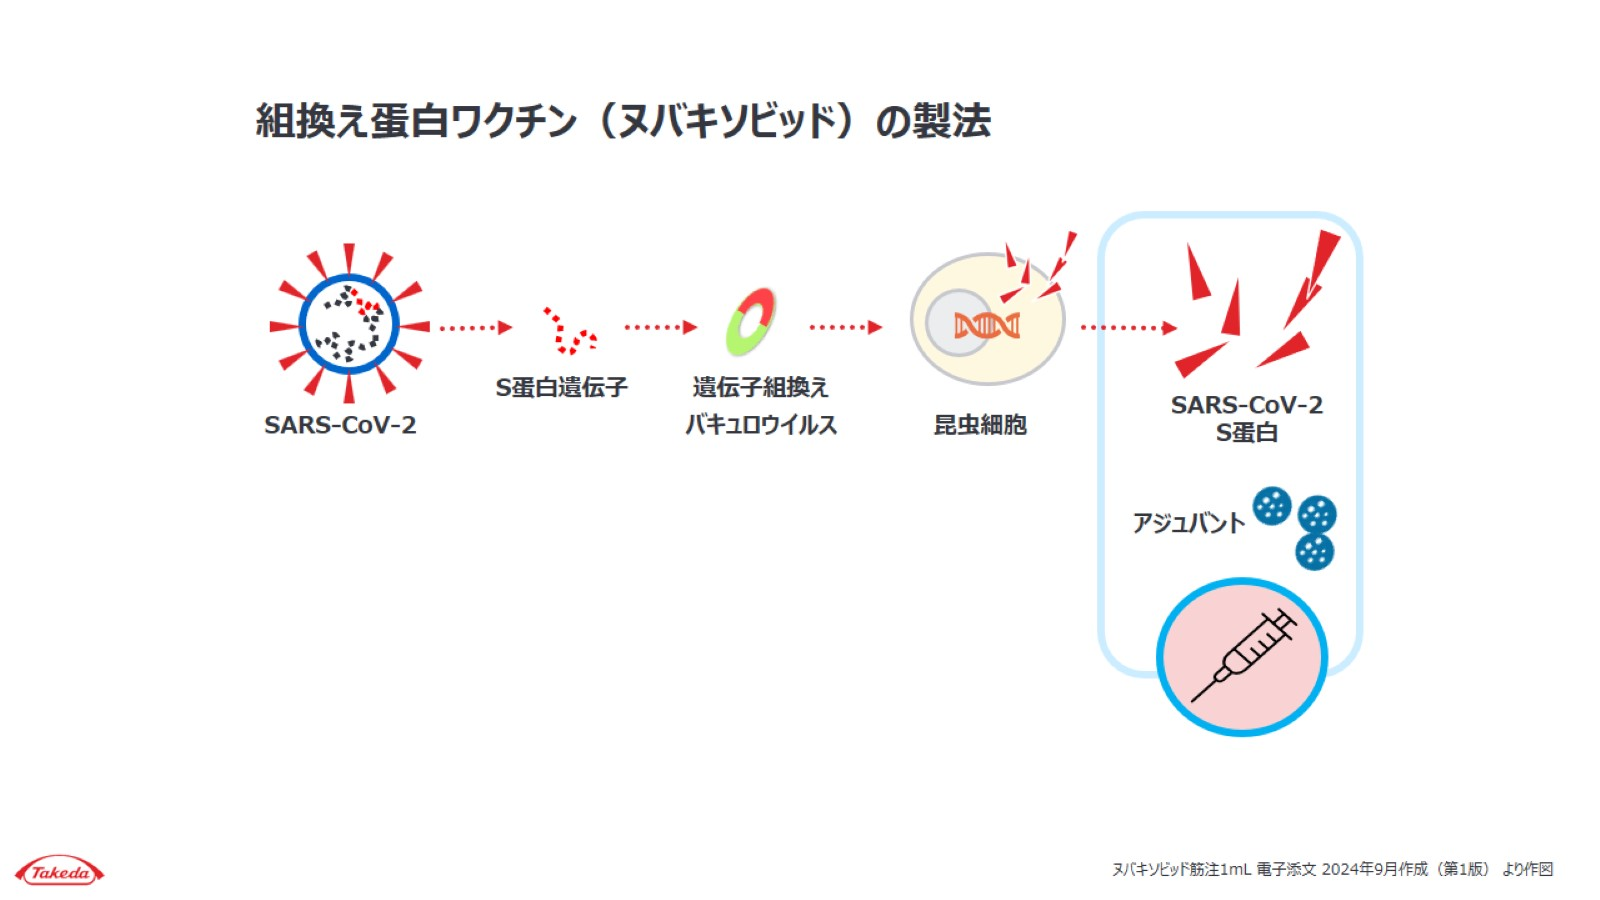 組換え蛋白ワクチン（ヌバキソビッド）の製法
SARS-CoV-2
S蛋白遺伝子
遺伝子組換え
バキュロウイルス
昆虫細胞
SARS-CoV-2
S蛋白
アジュバント
Takeda
ヌバキソビッド筋注1mL 電子添文 2024年9月作成（第1版） より作図